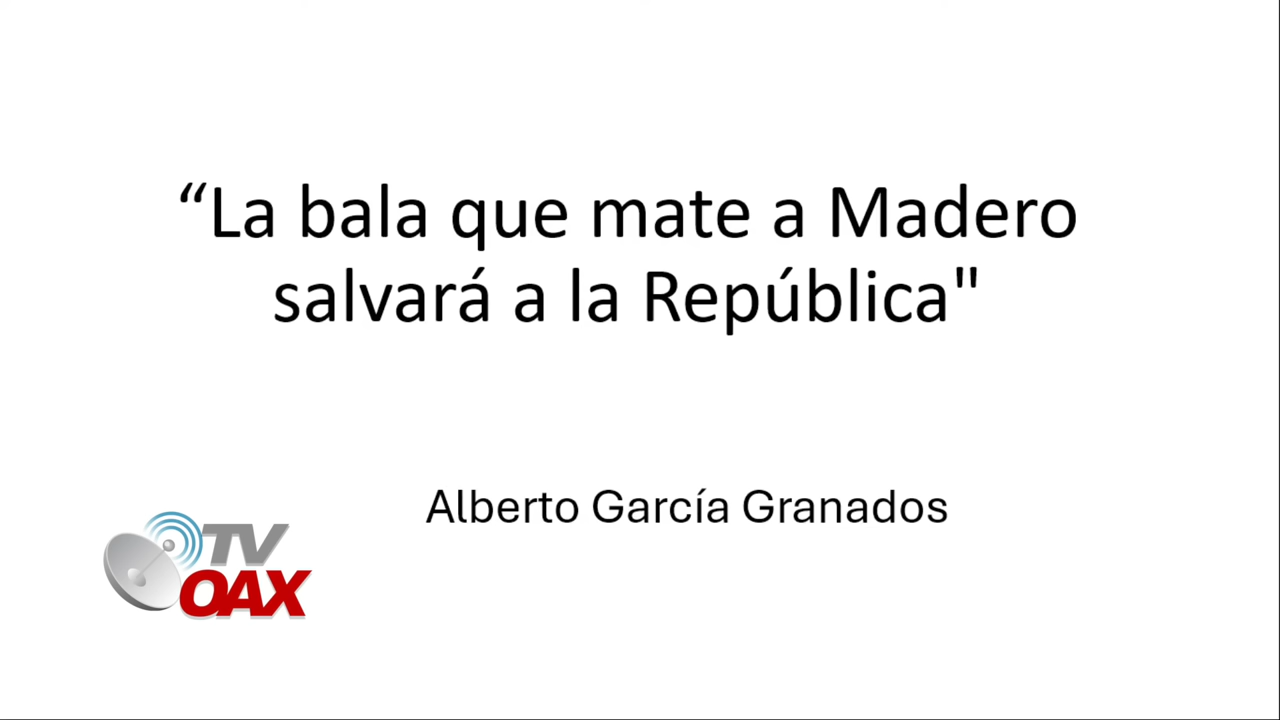 “La bala que mate a Madero
salvará a la República"
Alberto García Granados
TV
OAX